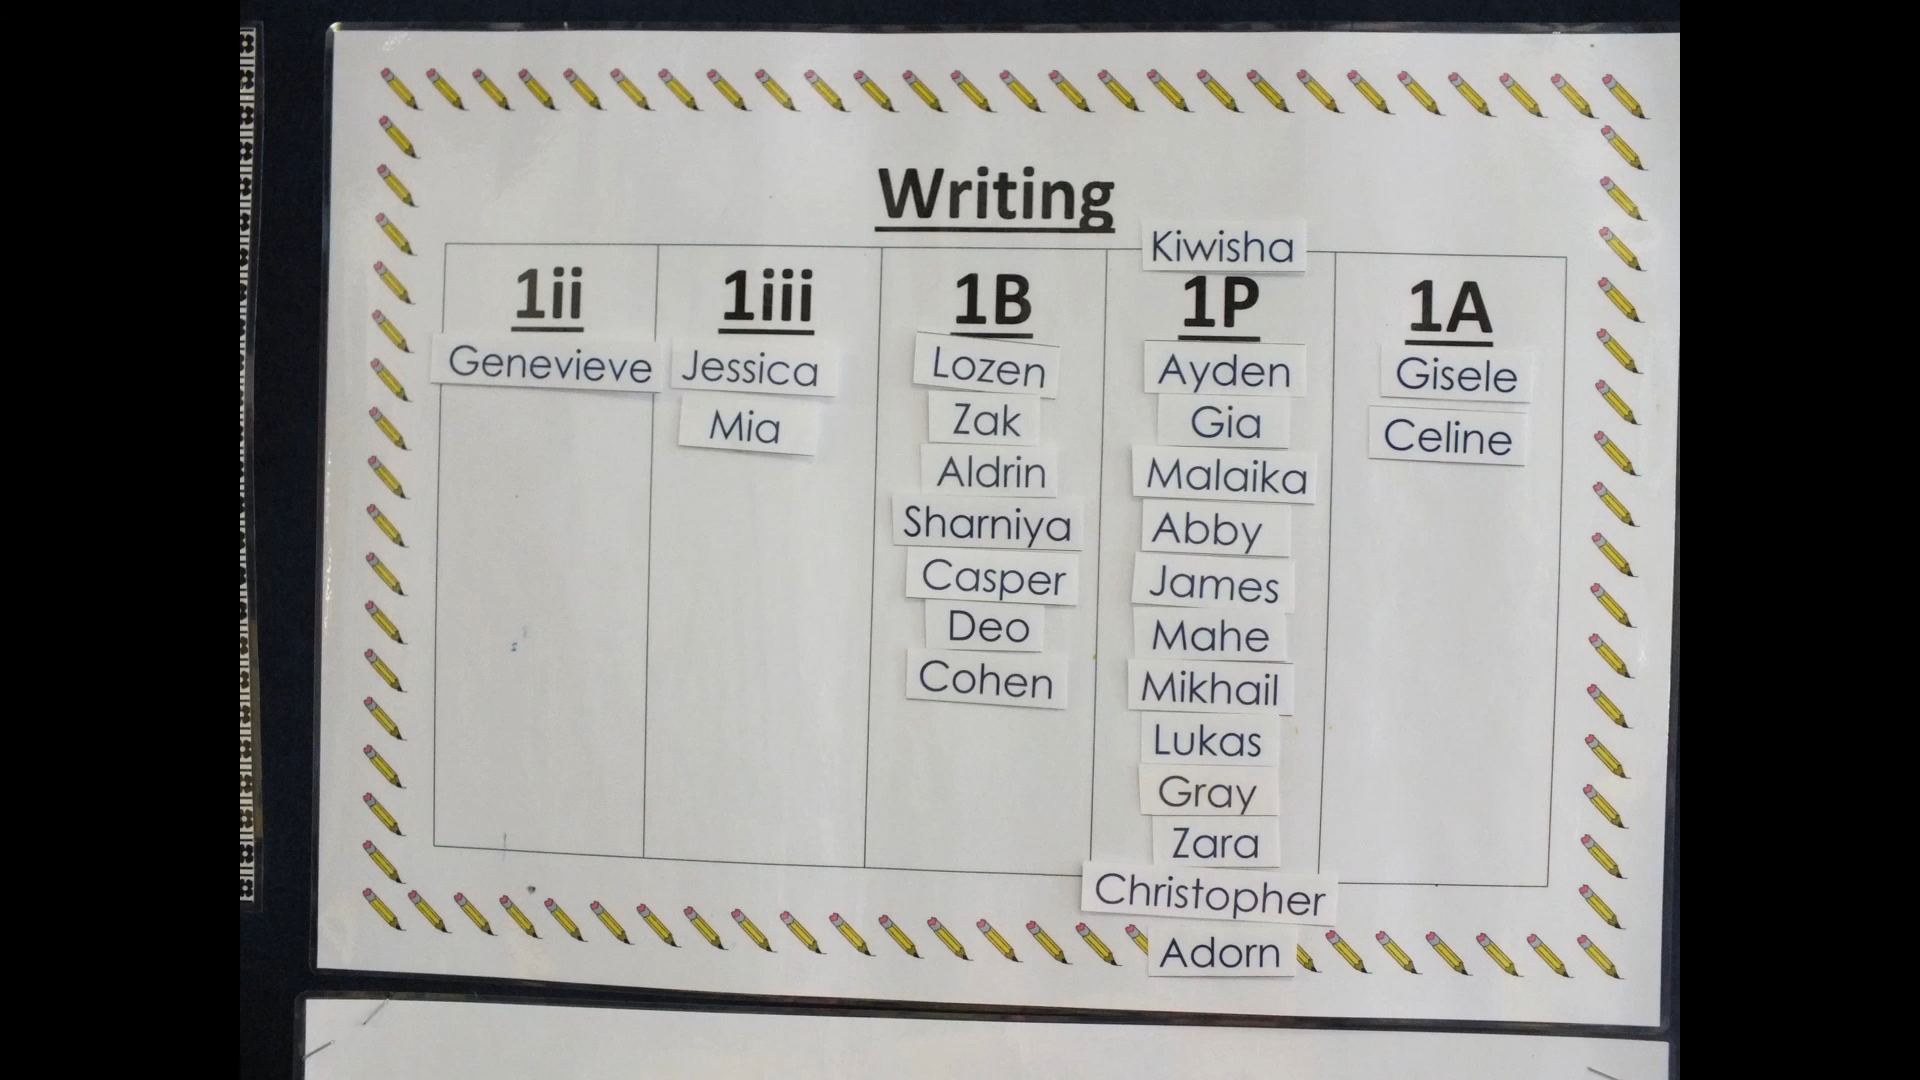 Writing
Kiwisha
1ii 1iii 1B 1P 1A
Genevieve Jessica Lozen Ayden Gisele
Mia Zak Gia Celine
Aldrin Malaika
Sharniya Abby
Casper James
Deo Mahe
Cohen Mikhail
Lukas
Gray
Zara
Christopher
Adorn